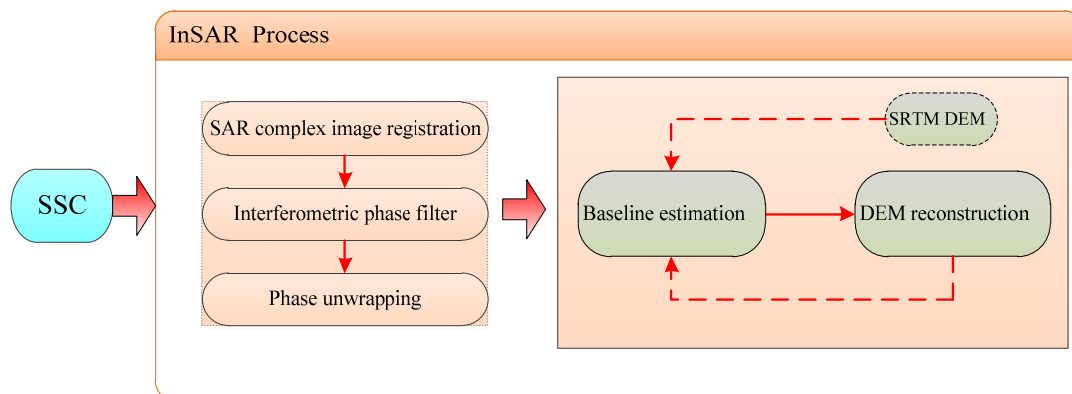 InSAR Process
SSC
SAR complex image registration
Interferometric phase filter
Phase unwrapping
SRTM DEM
Baseline estimation
DEM reconstruction